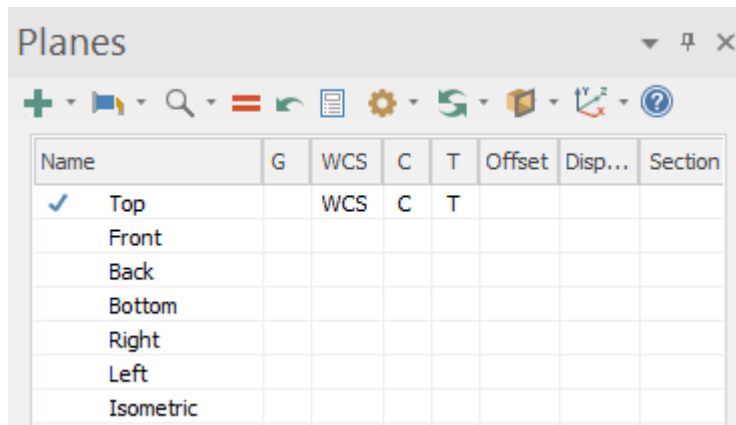 Planes
Name G WCS C T Offset Disp... Section
Top WCS C T
Front
Back
Bottom
Right
Left
Isometric